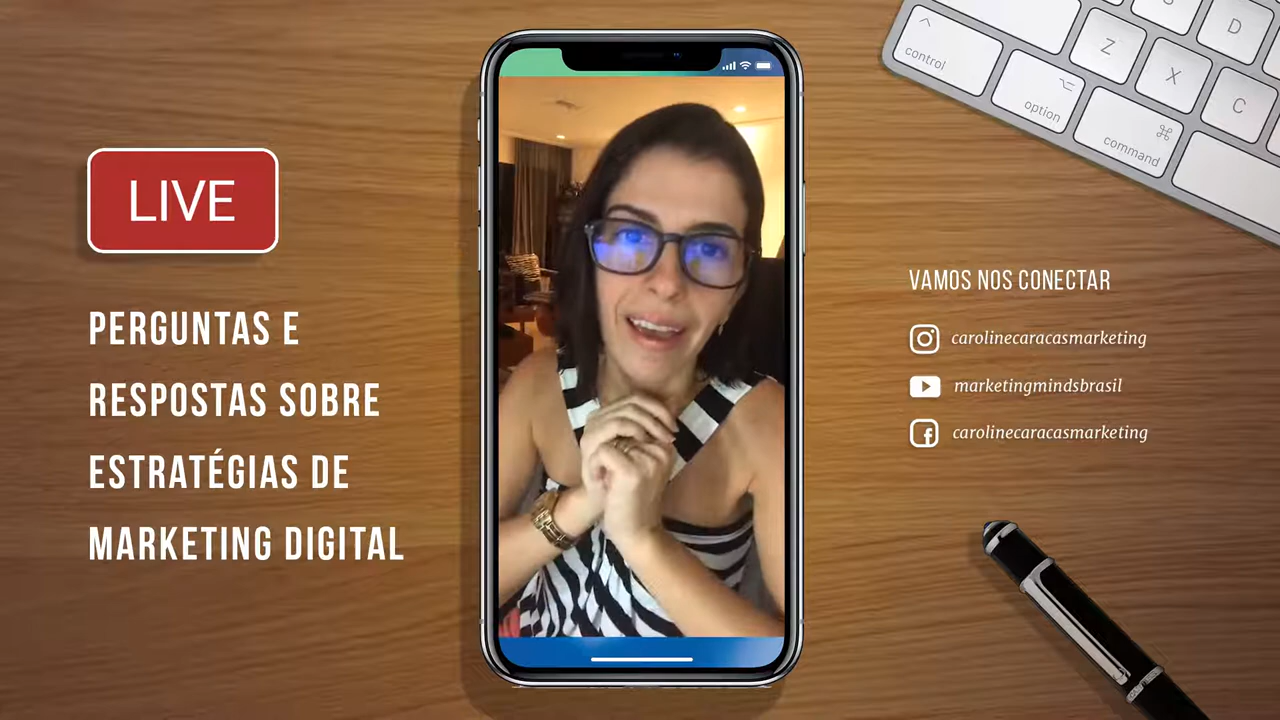 LIVE
PERGUNTAS E
RESPOSTAS SOBRE
ESTRATÉGIAS DE
MARKETING DIGITAL
VAMOS NOS CONECTAR
carolinecaracasmarketing
marketingmindsbrasil
carolinecaracasmarketing
control
option
command
Z
X
C
S
D